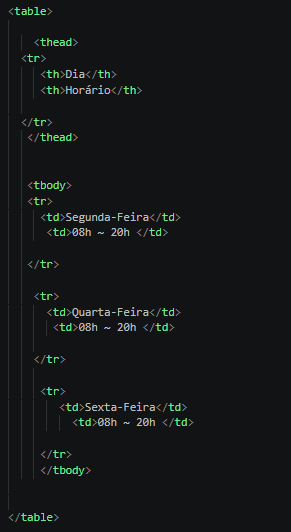 <table>
<thead>
<tr>
<th>Dia</th>
<th>Horário</th>
</tr>
</thead>
<tbody>
<tr>
<td>Segunda-Feira</td>
<td>08h ~ 20h </td>
</tr>
<tr>
<td>Quarta-Feira</td>
<td>08h ~ 20h </td>
</tr>
<tr>
<td>Sexta-Feira</td>
<td>08h ~ 20h </td>
</tr>
</tbody>
</table>